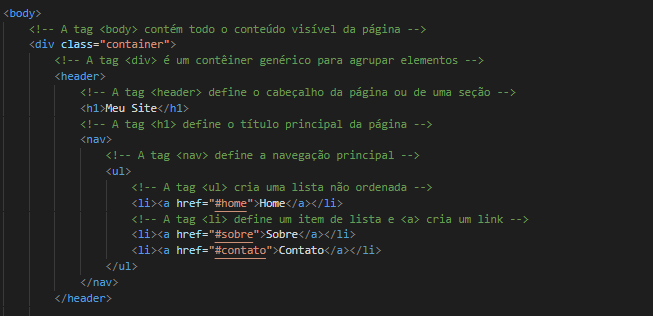 <body>
<!-- A tag <body> contém todo o conteúdo visível da página -->
<div class="container">
<!-- A tag <div> é um contêiner genérico para agrupar elementos -->
<header>
<!-- A tag <header> define o cabeçalho da página ou de uma seção -->
<h1>Meu Site</h1>
<!-- A tag <h1> define o título principal da página -->
<nav>
<!-- A tag <nav> define a navegação principal -->
<ul>
<!-- A tag <ul> cria uma lista não ordenada -->
<li><a href="#home">Home</a></li>
<!-- A tag <li> define um item de lista e <a> cria um link -->
<li><a href="#sobre">Sobre</a></li>
<li><a href="#contato">Contato</a></li>
</ul>
</nav>
</header>